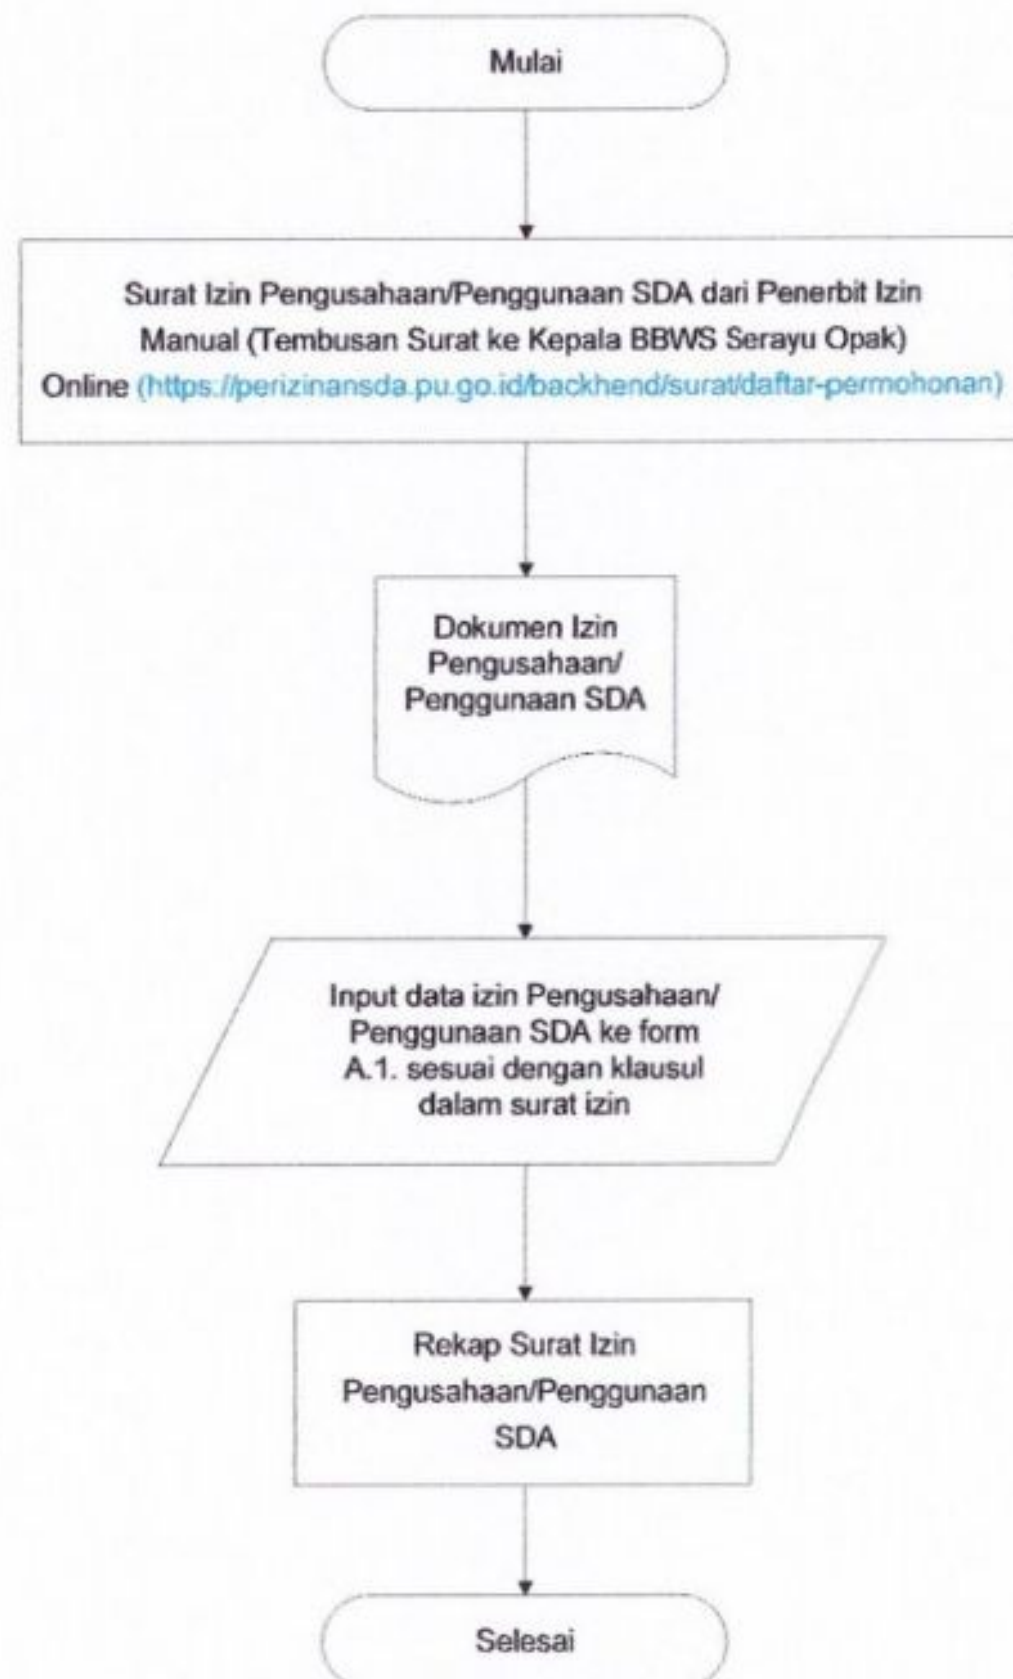 Mulai
Surat Izin Pengusahaan/Penggunaan SDA dari Penerbit Izin
Manual (Tembusan Surat ke Kepala BBWS Serayu Opak)
Online (https://perizinansda.pu.go.id/backhend/surat/daftar-permohonan)
Dokumen Izin
Pengusahaan/
Penggunaan SDA
Input data izin Pengusahaan/
Penggunaan SDA ke form
A.1. sesuai dengan klausul
dalam surat izin
Rekap Surat Izin
Pengusahaan/Penggunaan
SDA
Selesai